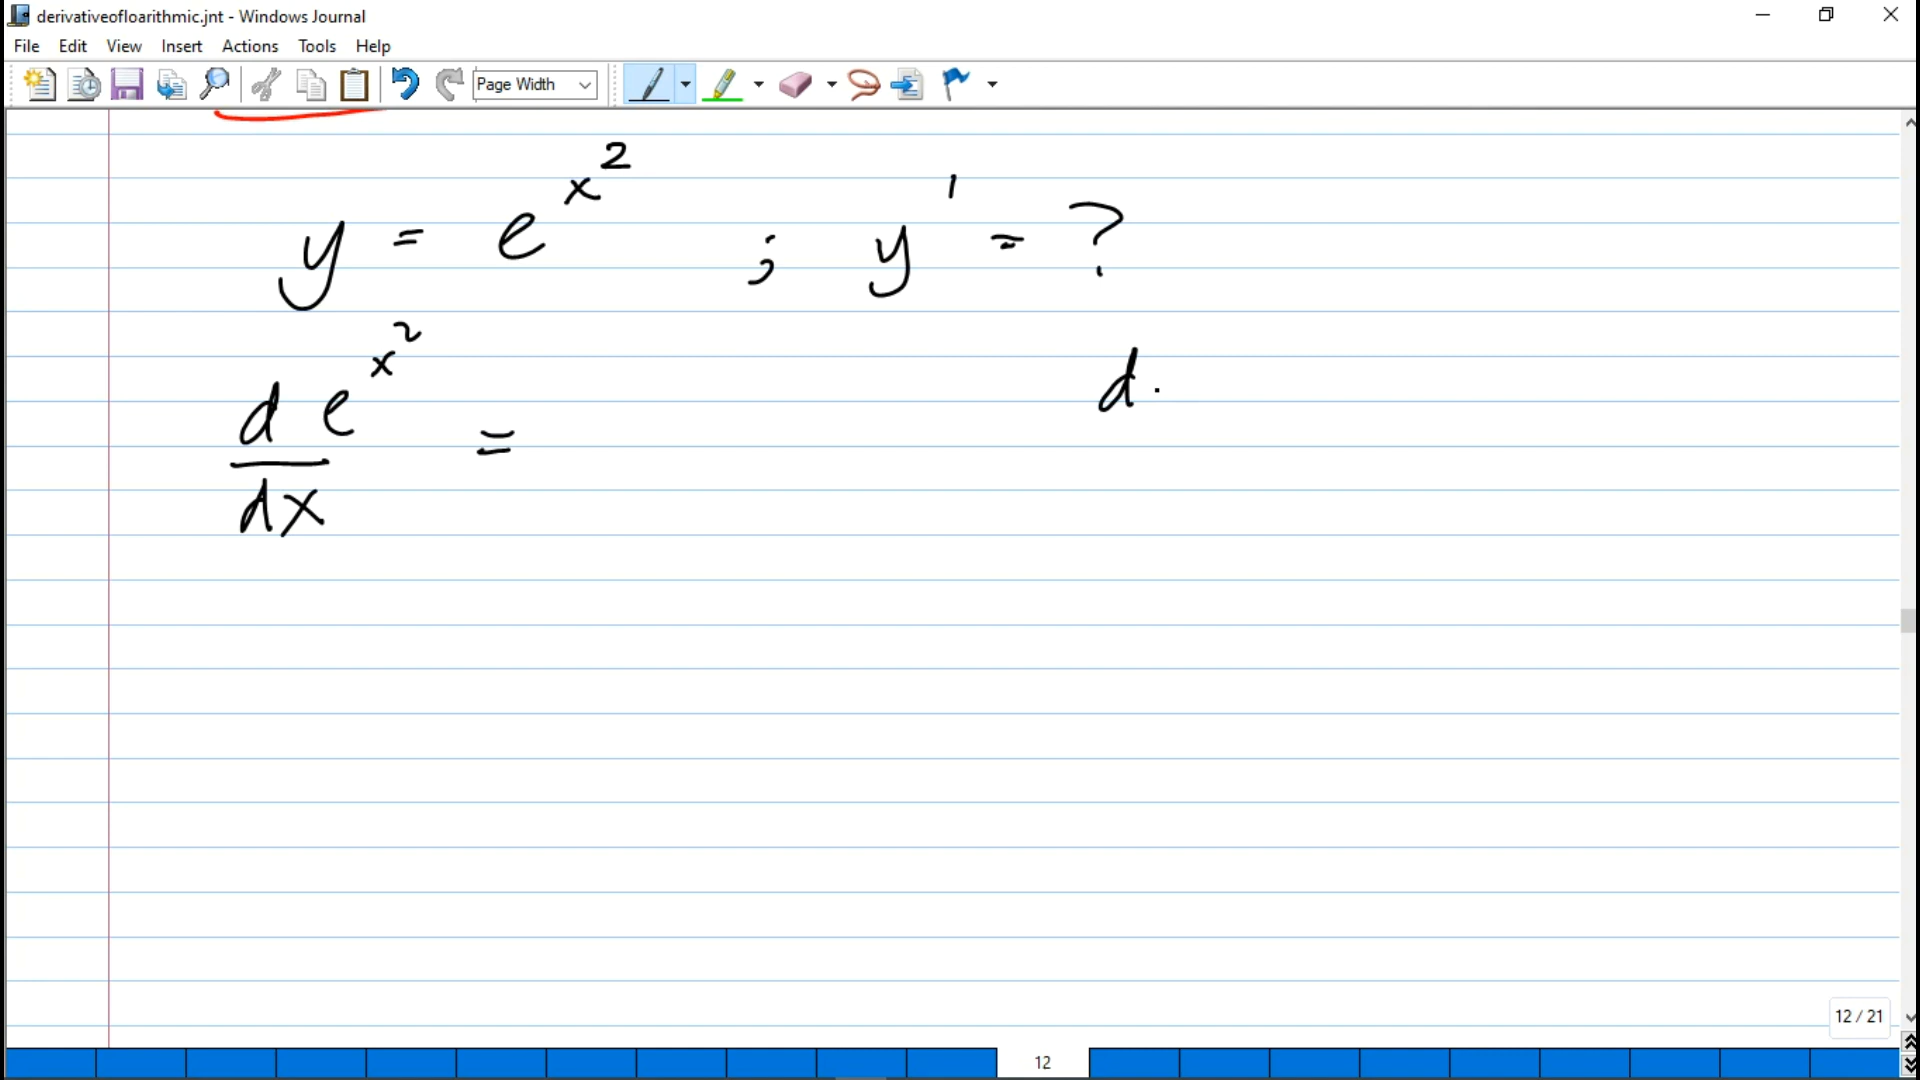 derivativeofloarithmic.jnt - Windows Journal
File Edit View Insert Actions Tools Help
Page Width
y = e^x^2 ; y' = ?
d e^x^2 = d.
dx
12 / 21
12